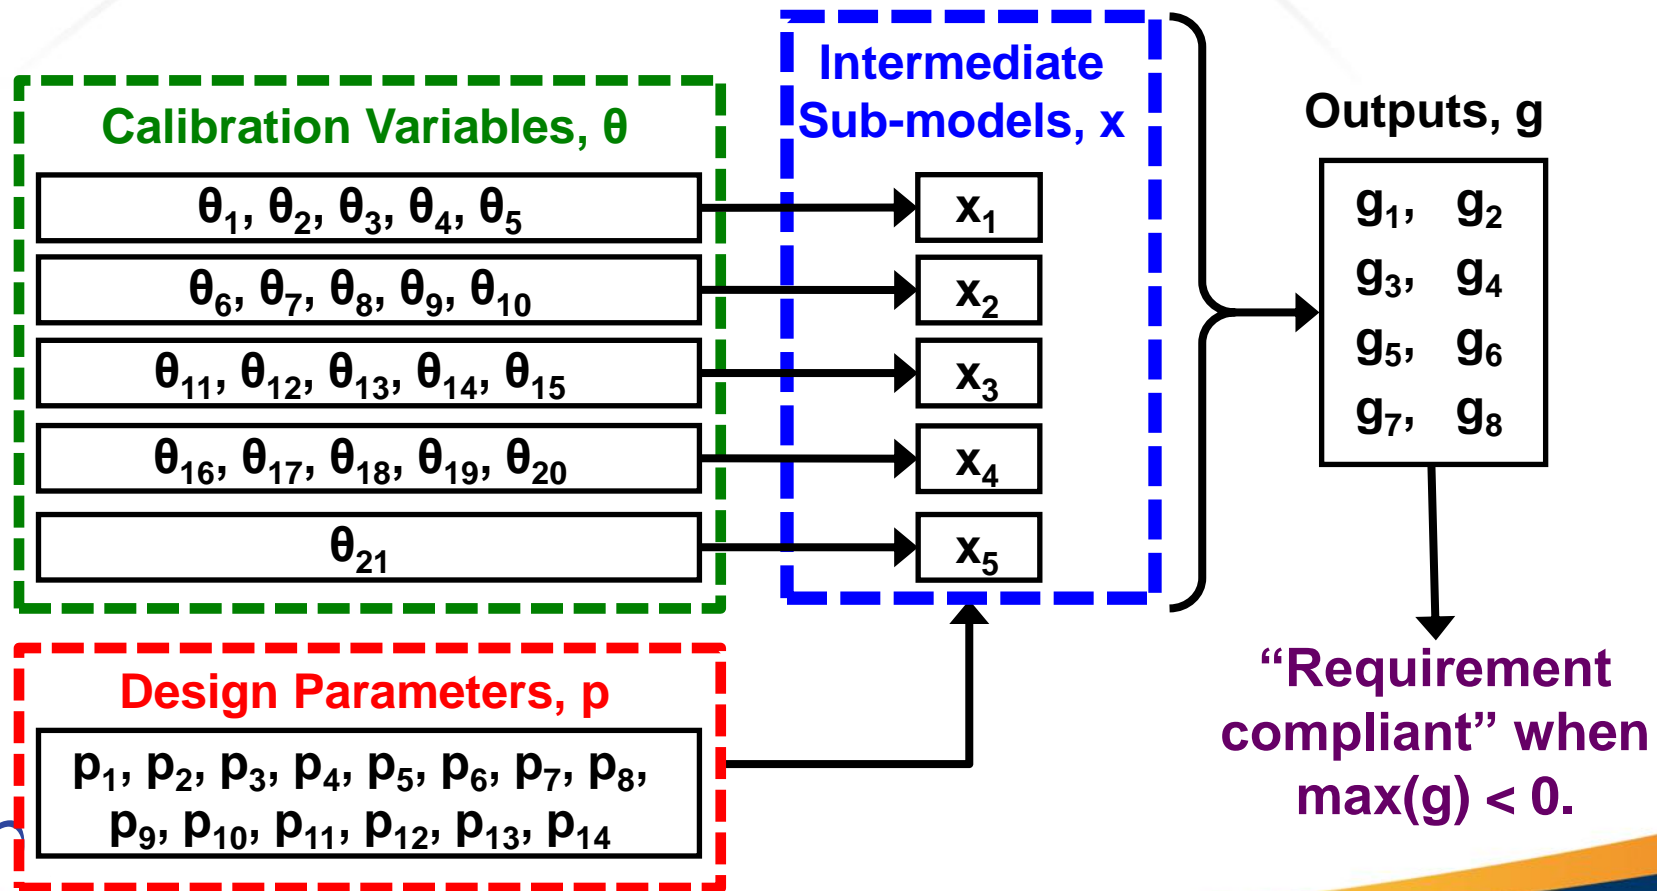 Calibration Variables, θ
θ₁, θ₂, θ₃, θ₄, θ₅
θ₆, θ₇, θ₈, θ₉, θ₁₀
θ₁₁, θ₁₂, θ₁₃, θ₁₄, θ₁₅
θ₁₆, θ₁₇, θ₁₈, θ₁₉, θ₂₀
θ₂₁
Design Parameters, p
p₁, p₂, p₃, p₄, p₅, p₆, p₇, p₈,
p₉, p₁₀, p₁₁, p₁₂, p₁₃, p₁₄
Intermediate
Sub-models, x
x₁
x₂
x₃
x₄
x₅
Outputs, g
g₁, g₂
g₃, g₄
g₅, g₆
g₇, g₈
“Requirement
compliant” when
max(g) < 0.